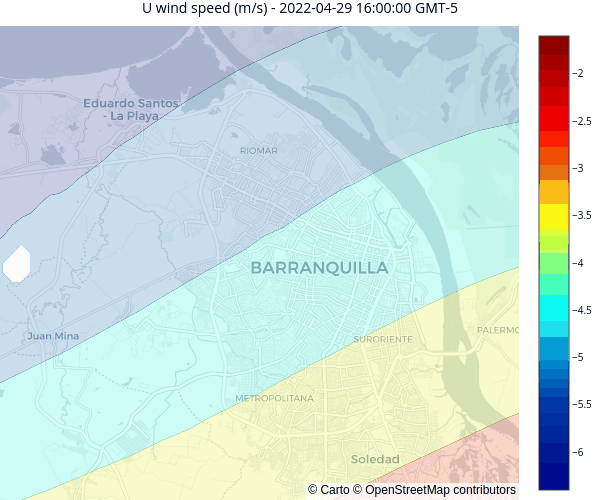 U wind speed (m/s) - 2022-04-29 16:00:00 GMT-5
Eduardo Santos
- La Playa
RIOMAR
BARRANQUILLA
Juan Mina
SURORIENTE
PALERMO
METROPOLITANA
Soledad
−2
−2.5
−3
−3.5
−4
−4.5
−5
−5.5
−6
© Carto © OpenStreetMap contributors